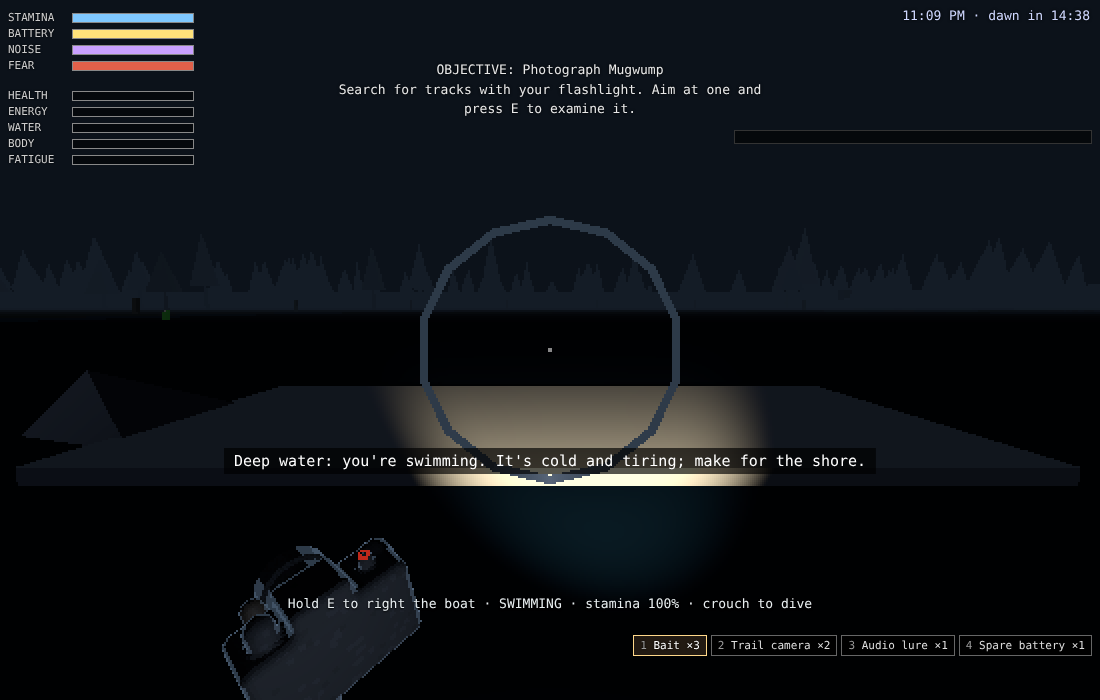 STAMINA
BATTERY
NOISE
FEAR
HEALTH
ENERGY
WATER
BODY
FATIGUE
11:09 PM · dawn in 14:38
OBJECTIVE: Photograph Mugwump
Search for tracks with your flashlight. Aim at one and
press E to examine it.
Deep water: you're swimming. It's cold and tiring; make for the shore.
Hold E to right the boat · SWIMMING · stamina 100% · crouch to dive
1 Bait ×3
2 Trail camera ×2
3 Audio lure ×1
4 Spare battery ×1